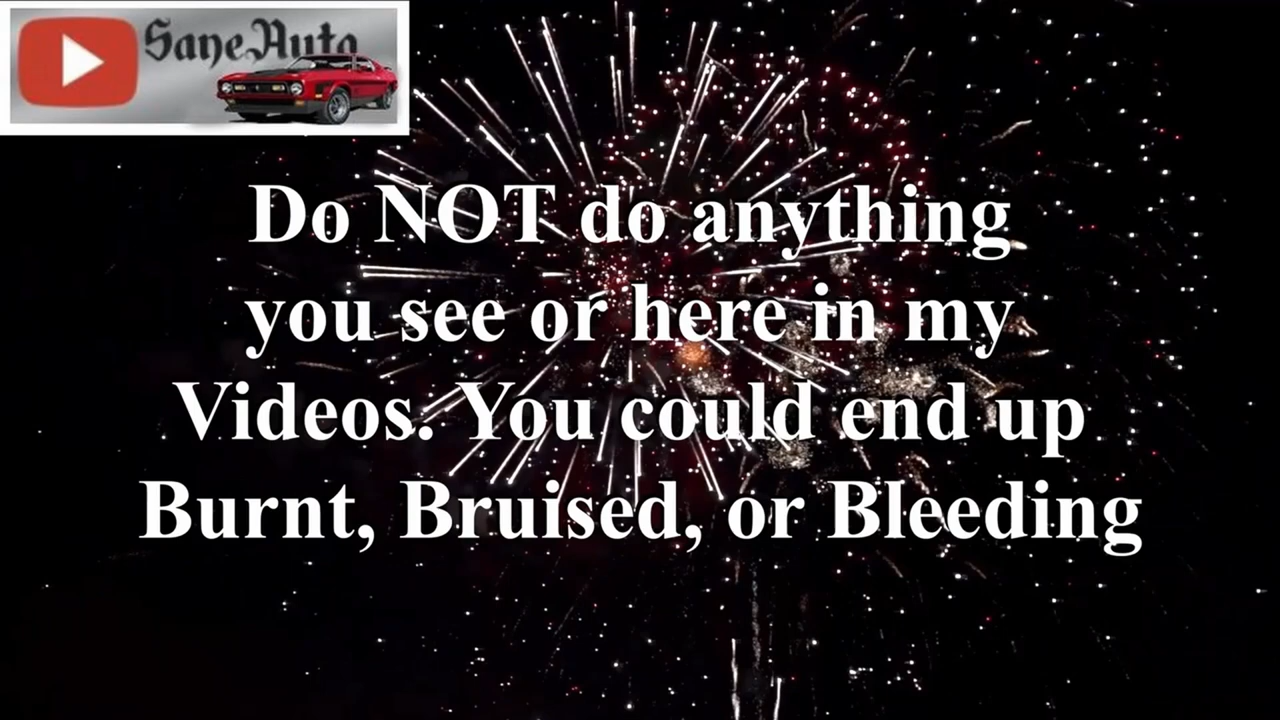 SaneAuto
Do NOT do anything
you see or here in my
Videos. You could end up
Burnt, Bruised, or Bleeding